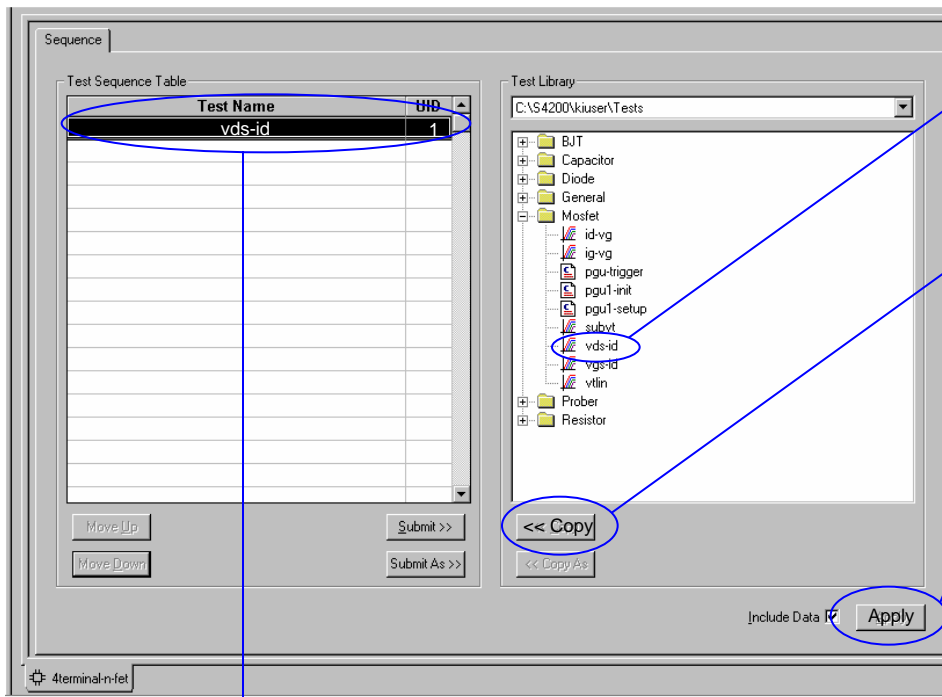 Sequence
Test Sequence Table
Test Name UID
vds-id 1
Move Up
Submit >>
Move Down
Submit As >>
Test Library
C:\S4200\kiuser\Tests
BJT
Capacitor
Diode
General
Mosfet
id-vg
ig-vg
pgu-trigger
pgu1-init
pgu1-setup
subvt
vds-id
vgs-id
vtlin
Prober
Resistor
<< Copy
<< Copy As
Include Data
Apply
4terminal-n-fet